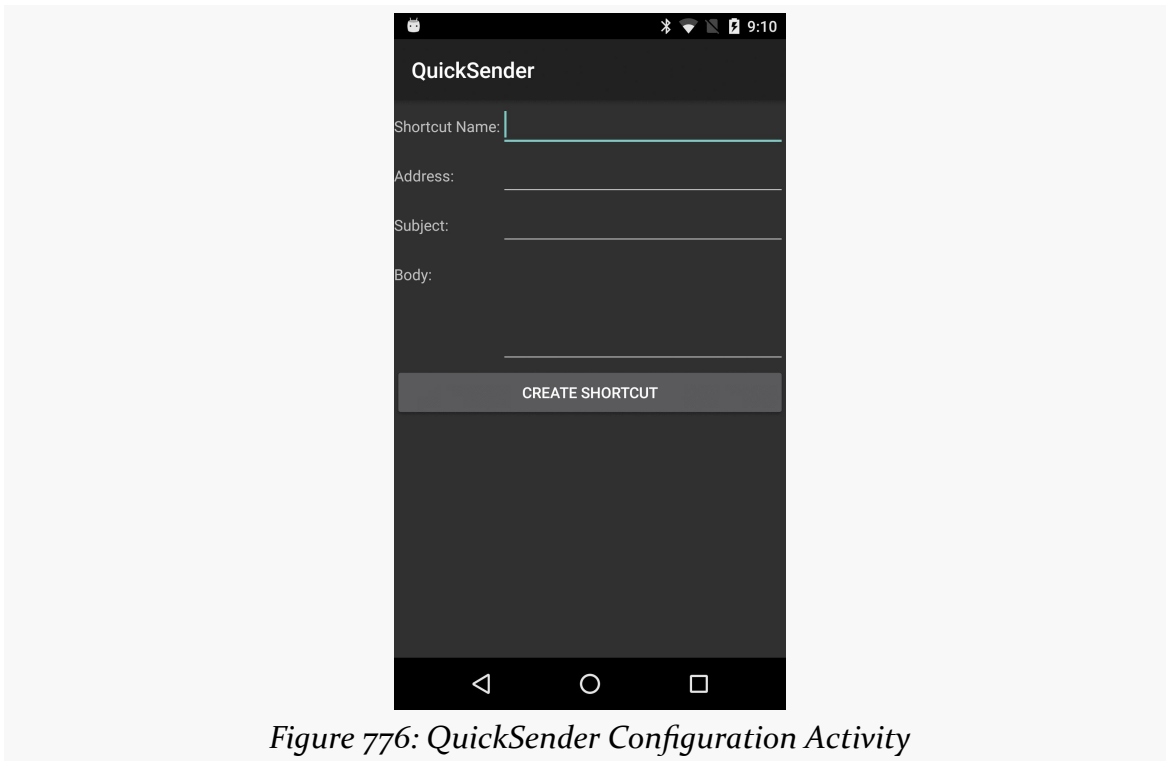 9:10
QuickSender
Shortcut Name:
Address:
Subject:
Body:
CREATE SHORTCUT
Figure 776: QuickSender Configuration Activity